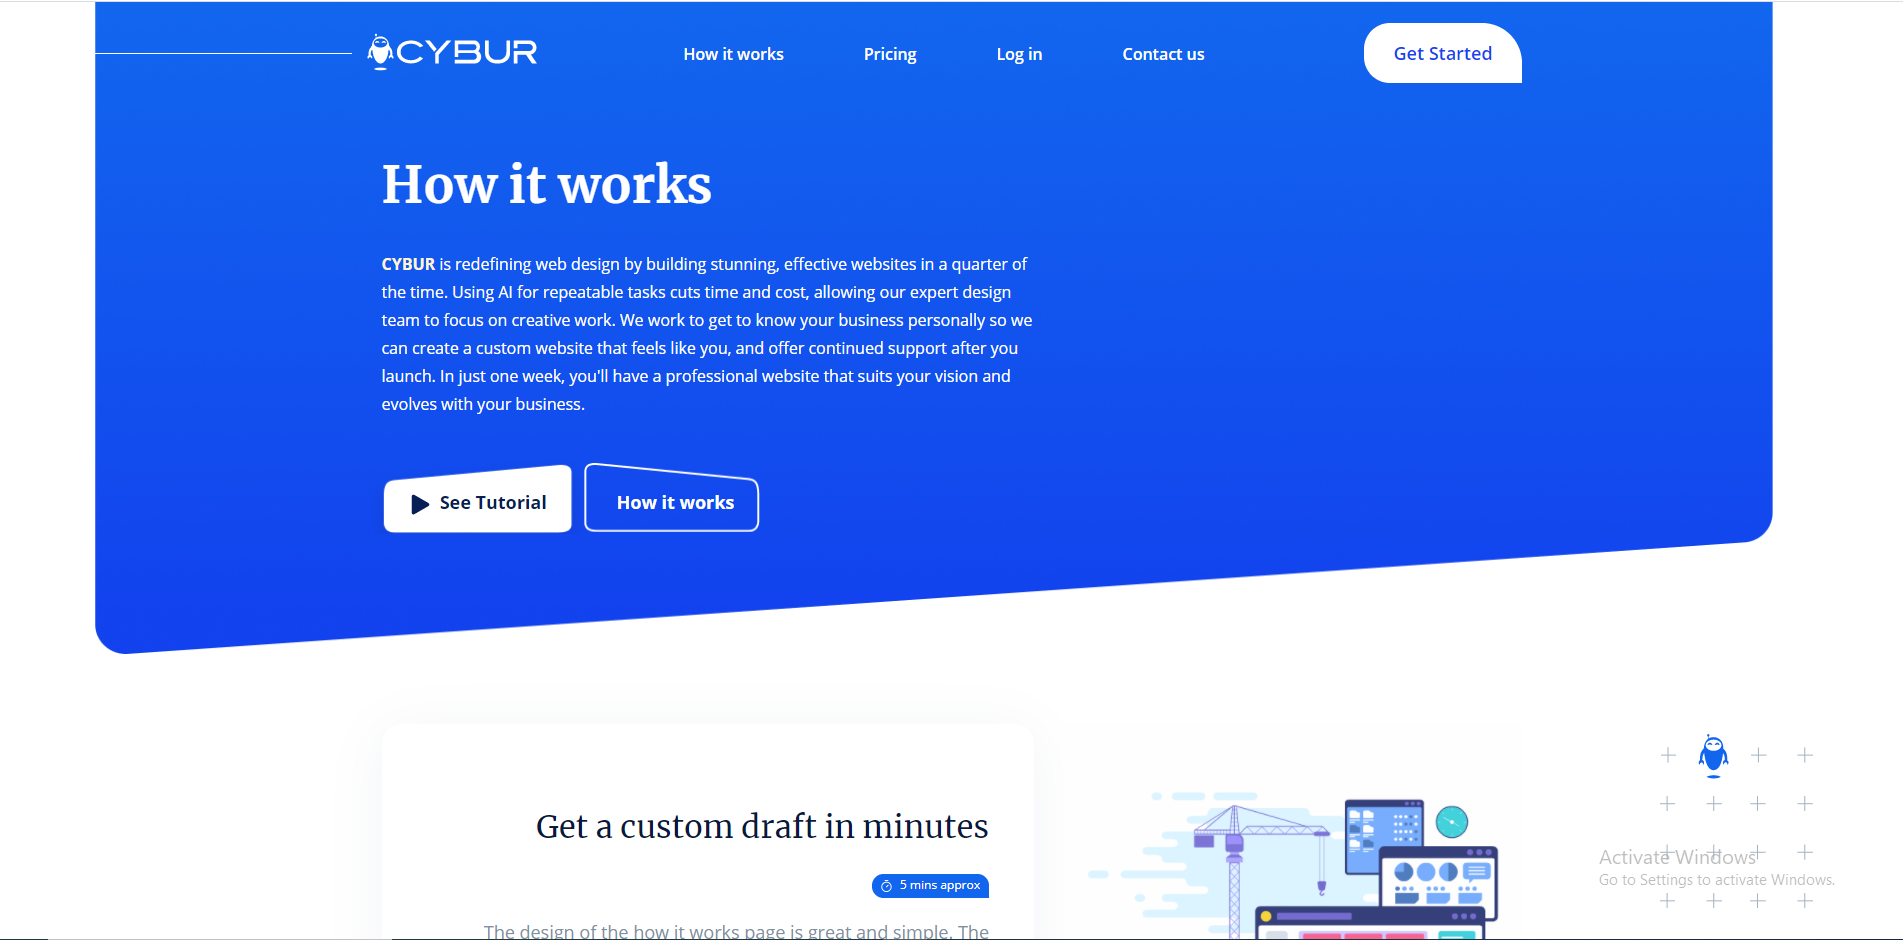 CYBUR
How it works
Pricing
Log in
Contact us
Get Started
How it works
CYBUR is redefining web design by building stunning, effective websites in a quarter of
the time. Using AI for repeatable tasks cuts time and cost, allowing our expert design
team to focus on creative work. We work to get to know your business personally so we
can create a custom website that feels like you, and offer continued support after you
launch. In just one week, you'll have a professional website that suits your vision and
evolves with your business.
See Tutorial
How it works
Get a custom draft in minutes
5 mins approx
The design of the how it works page is great and simple. The
Activate Windows
Go to Settings to activate Windows.